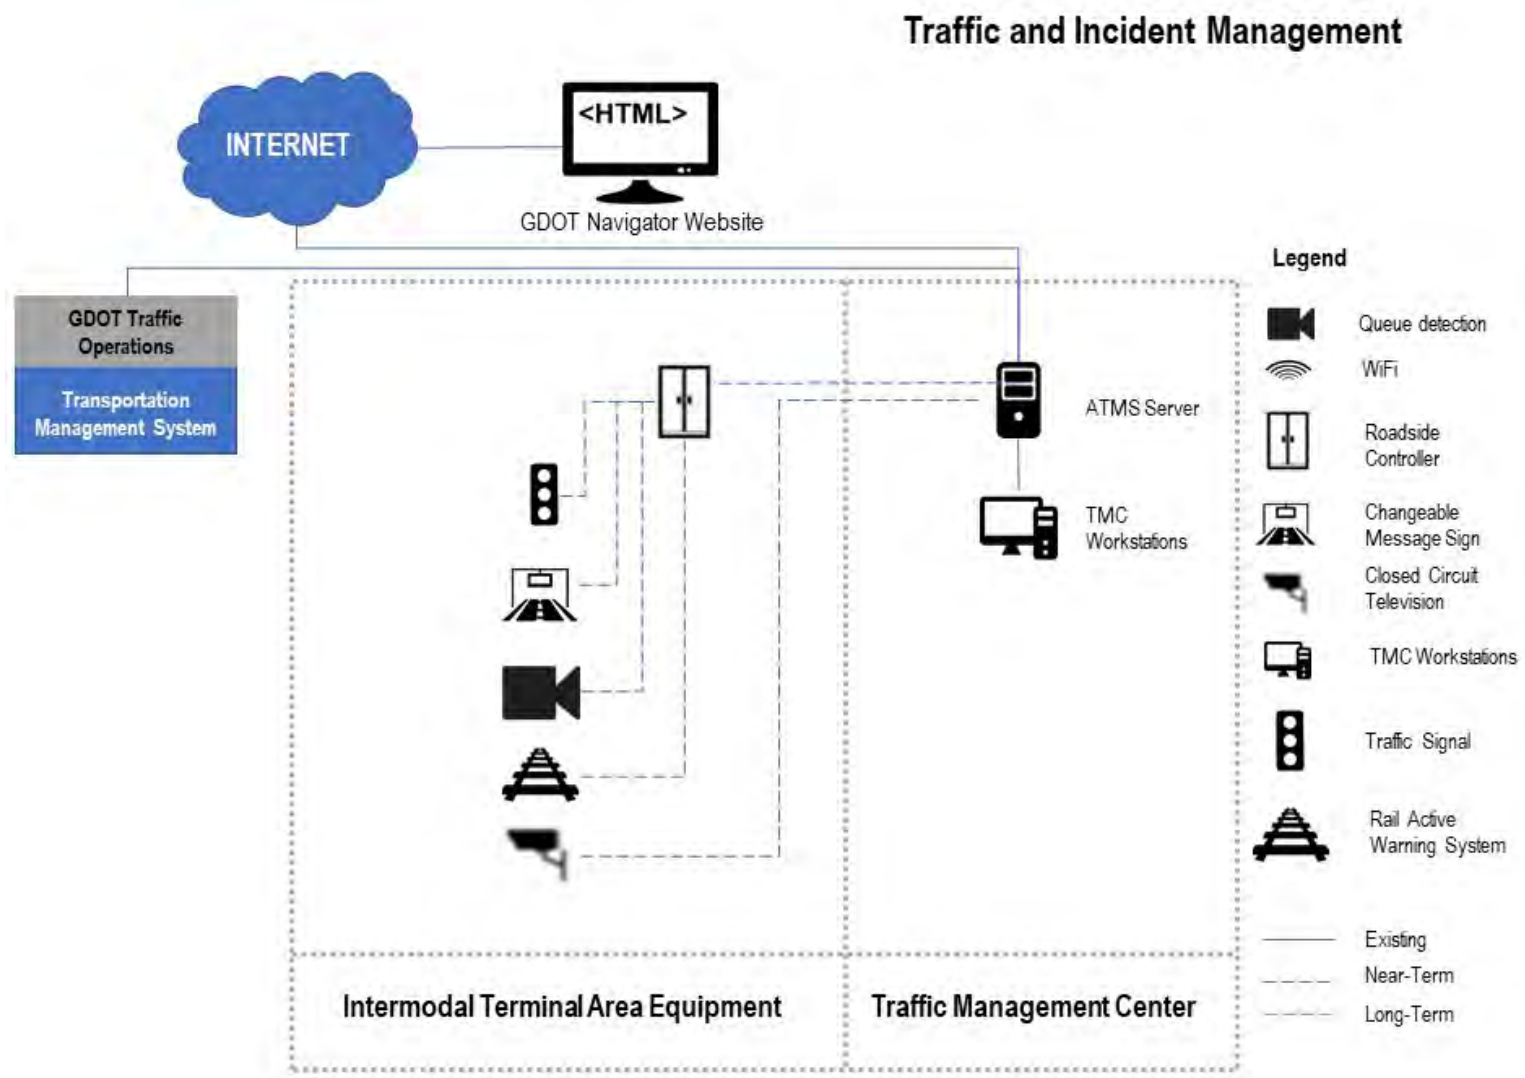 Traffic and Incident Management
INTERNET
<HTML>
GDOT Navigator Website
GDOT Traffic
Operations
Transportation
Management System
ATMS Server
TMC
Workstations
Intermodal Terminal Area Equipment
Traffic Management Center
Legend
Queue detection
WiFi
Roadside
Controller
Changeable
Message Sign
Closed Circuit
Television
TMC Workstations
Traffic Signal
Rail Active
Warning System
Existing
Near-Term
Long-Term